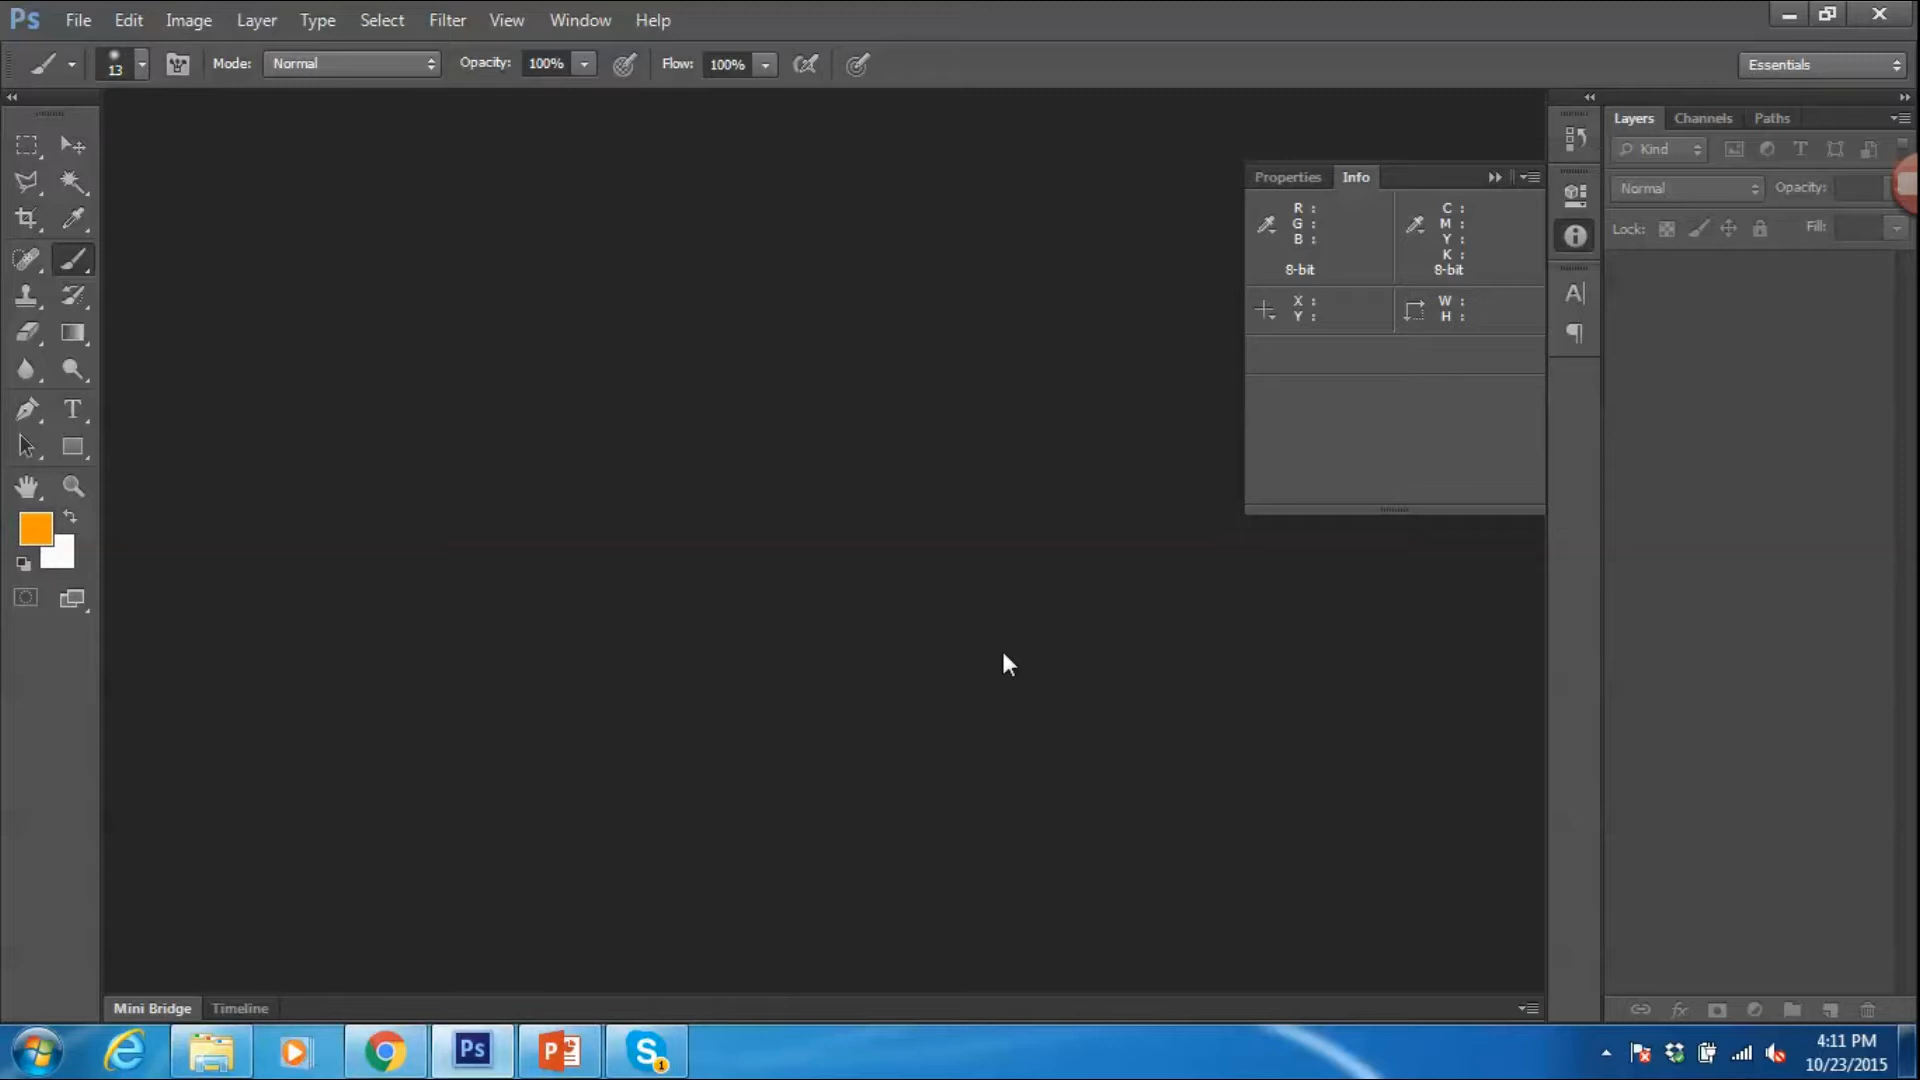 Ps File Edit Image Layer Type Select Filter View Window Help
13 Mode: Normal Opacity: 100% Flow: 100% Essentials
Layers Channels Paths
Kind
Properties Info
Normal Opacity:
R : C :
G : M :
B : Y :
K :
8-bit 8-bit
Lock: Fill:
X : W :
Y : H :
Mini Bridge Timeline
Ps P S 1
4:11 PM
10/23/2015